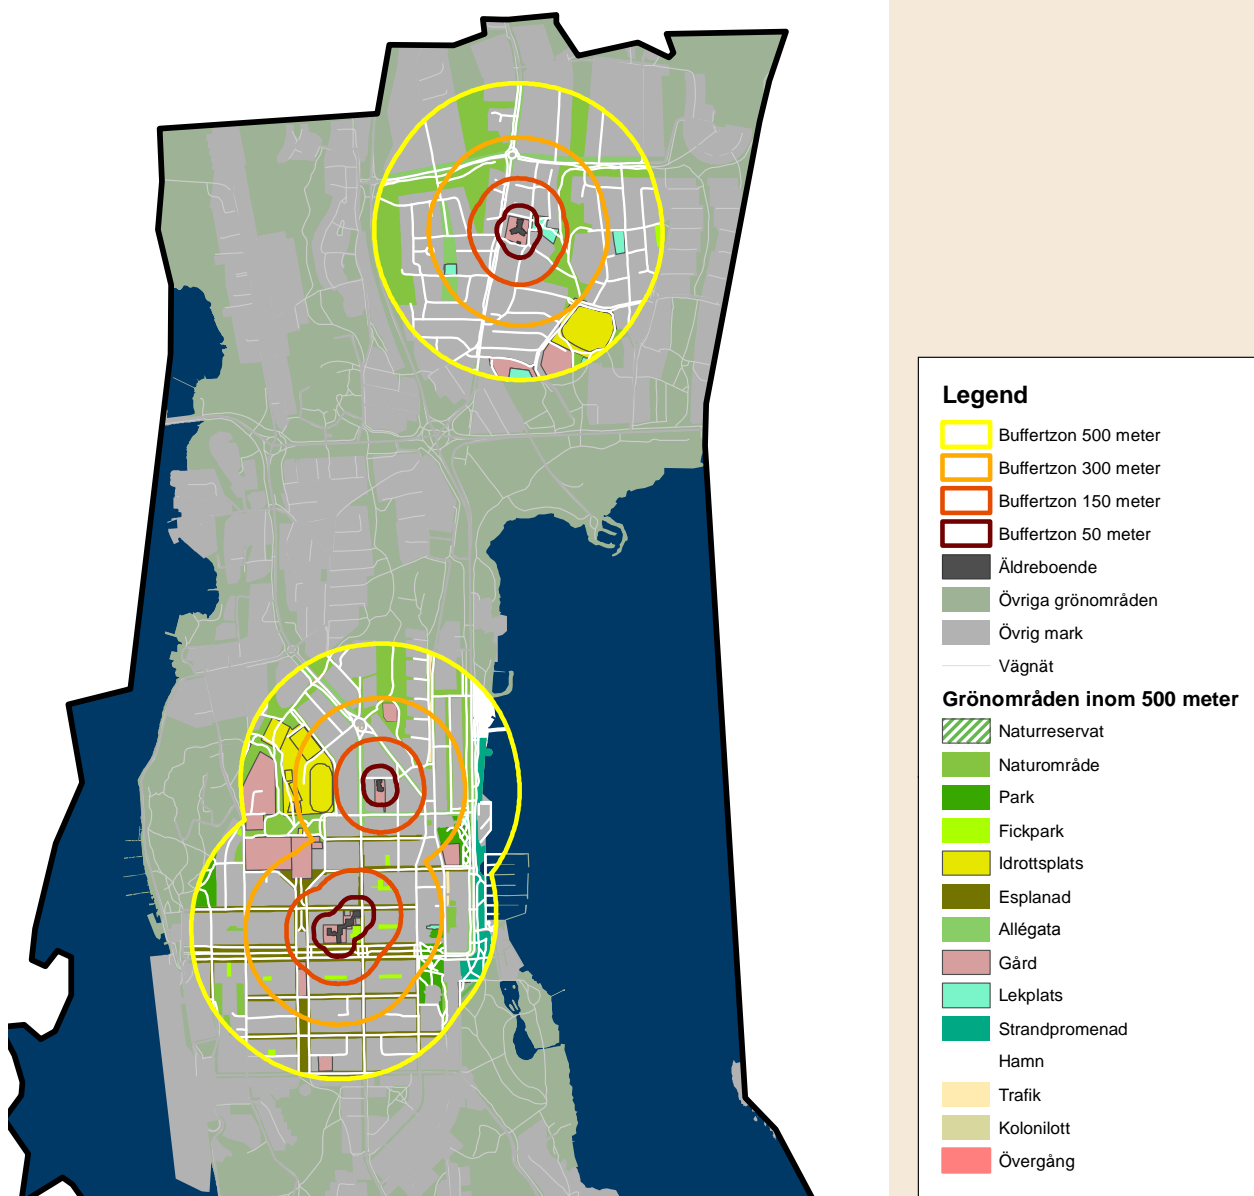 Legend
Buffertzon 500 meter
Buffertzon 300 meter
Buffertzon 150 meter
Buffertzon 50 meter
Äldreboende
Övriga grönområden
Övrig mark
Vägnät
Grönområden inom 500 meter
Naturreservat
Naturområde
Park
Fickpark
Idrottsplats
Esplanad
Allégata
Gård
Lekplats
Strandpromenad
Hamn
Trafik
Kolonilott
Övergång